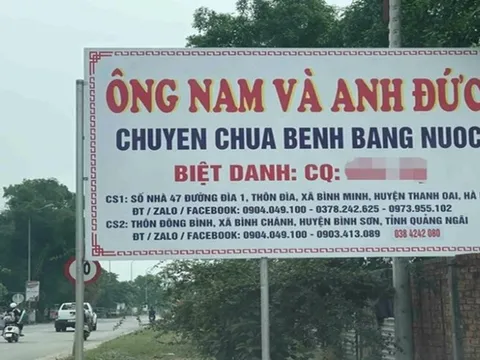 ÔNG NAM VÀ ANH ĐỨC
CHUYEN CHUA BENH BANG NUOC
BIỆT DANH: CQ:
CS1: SỐ NHÀ 47 ĐƯỜNG ĐÌA 1, THÔN ĐÌA, XÃ BÌNH MINH, HUYỆN THANH OAI, HÀ
ĐT / ZALO / FACEBOOK: 0904.049.100 - 0378.242.625 - 0973.955.102
CS2: THÔN ĐÔNG BÌNH, XÃ BÌNH CHÁNH, HUYỆN BÌNH SƠN, TỈNH QUẢNG NGÃI
ĐT / ZALO / FACEBOOK: 0904.049.100 - 0903.413.089 038 4242 080